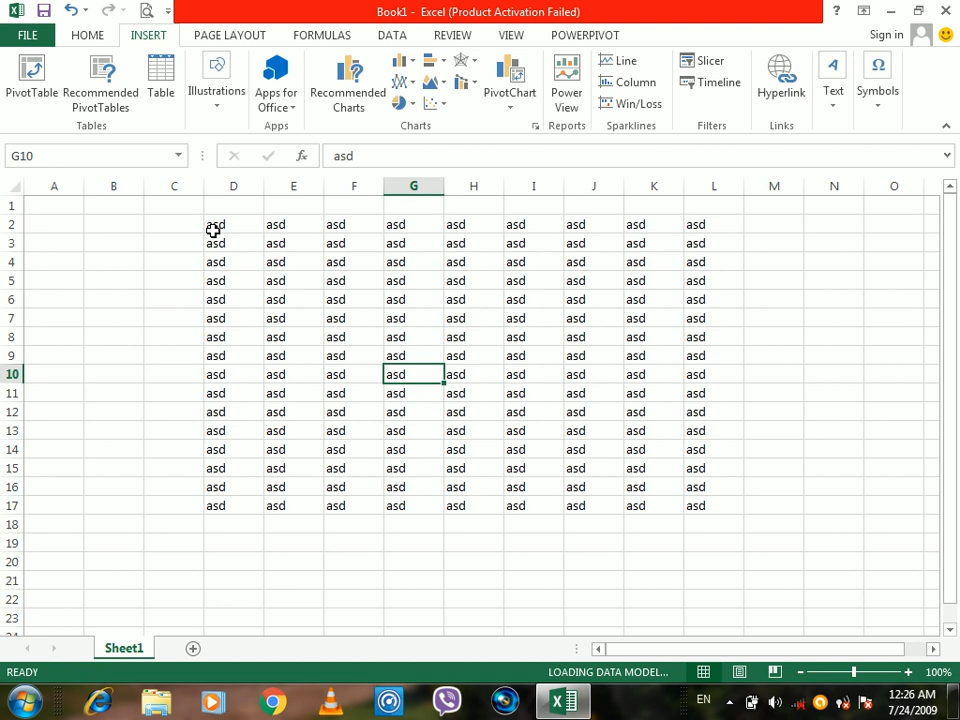 Book1 - Excel (Product Activation Failed)
FILE HOME INSERT PAGE LAYOUT FORMULAS DATA REVIEW VIEW POWERPIVOT Sign in
PivotTable Recommended PivotTables Table Illustrations Apps for Office Recommended Charts PivotChart Power View Line Column Win/Loss Slicer Timeline Hyperlink Text Symbols
Tables Apps Charts Reports Sparklines Filters Links
G10 fx asd
A B C D E F G H I J K L M N O
1
2 asd asd asd asd asd asd asd asd asd
3 asd asd asd asd asd asd asd asd asd
4 asd asd asd asd asd asd asd asd asd
5 asd asd asd asd asd asd asd asd asd
6 asd asd asd asd asd asd asd asd asd
7 asd asd asd asd asd asd asd asd asd
8 asd asd asd asd asd asd asd asd asd
9 asd asd asd asd asd asd asd asd asd
10 asd asd asd asd asd asd asd asd asd
11 asd asd asd asd asd asd asd asd asd
12 asd asd asd asd asd asd asd asd asd
13 asd asd asd asd asd asd asd asd asd
14 asd asd asd asd asd asd asd asd asd
15 asd asd asd asd asd asd asd asd asd
16 asd asd asd asd asd asd asd asd asd
17 asd asd asd asd asd asd asd asd asd
18
19
20
21
22
23
24
Sheet1
READY LOADING DATA MODEL... 100%
EN 12:26 AM
7/24/2009